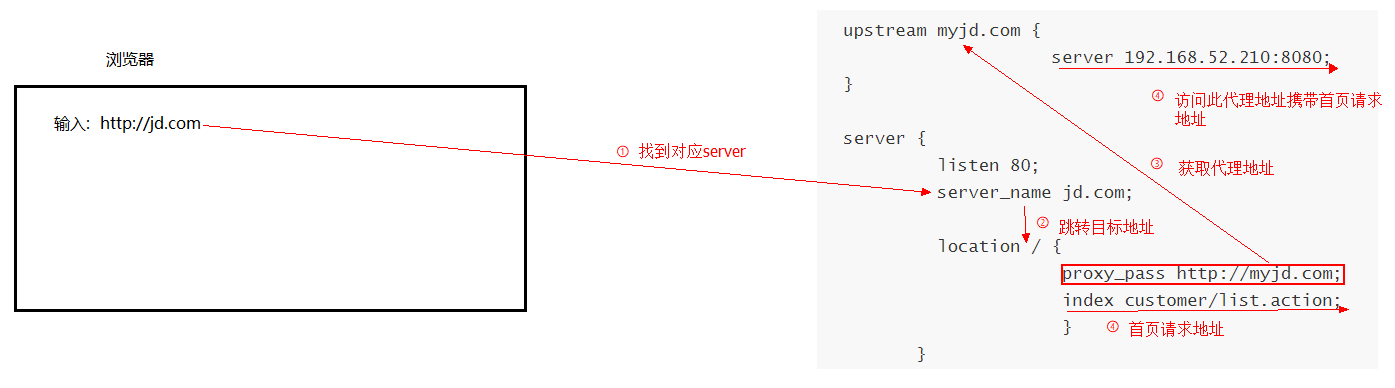 浏览器
输入：http://jd.com
① 找到对应server
upstream myjd.com {
server 192.168.52.210:8080;
}
④ 访问此代理地址携带首页请求
地址
server {
listen 80;
③ 获取代理地址
server_name jd.com;
② 跳转目标地址
location / {
proxy_pass http://myjd.com;
index customer/list.action;
}
④ 首页请求地址
}